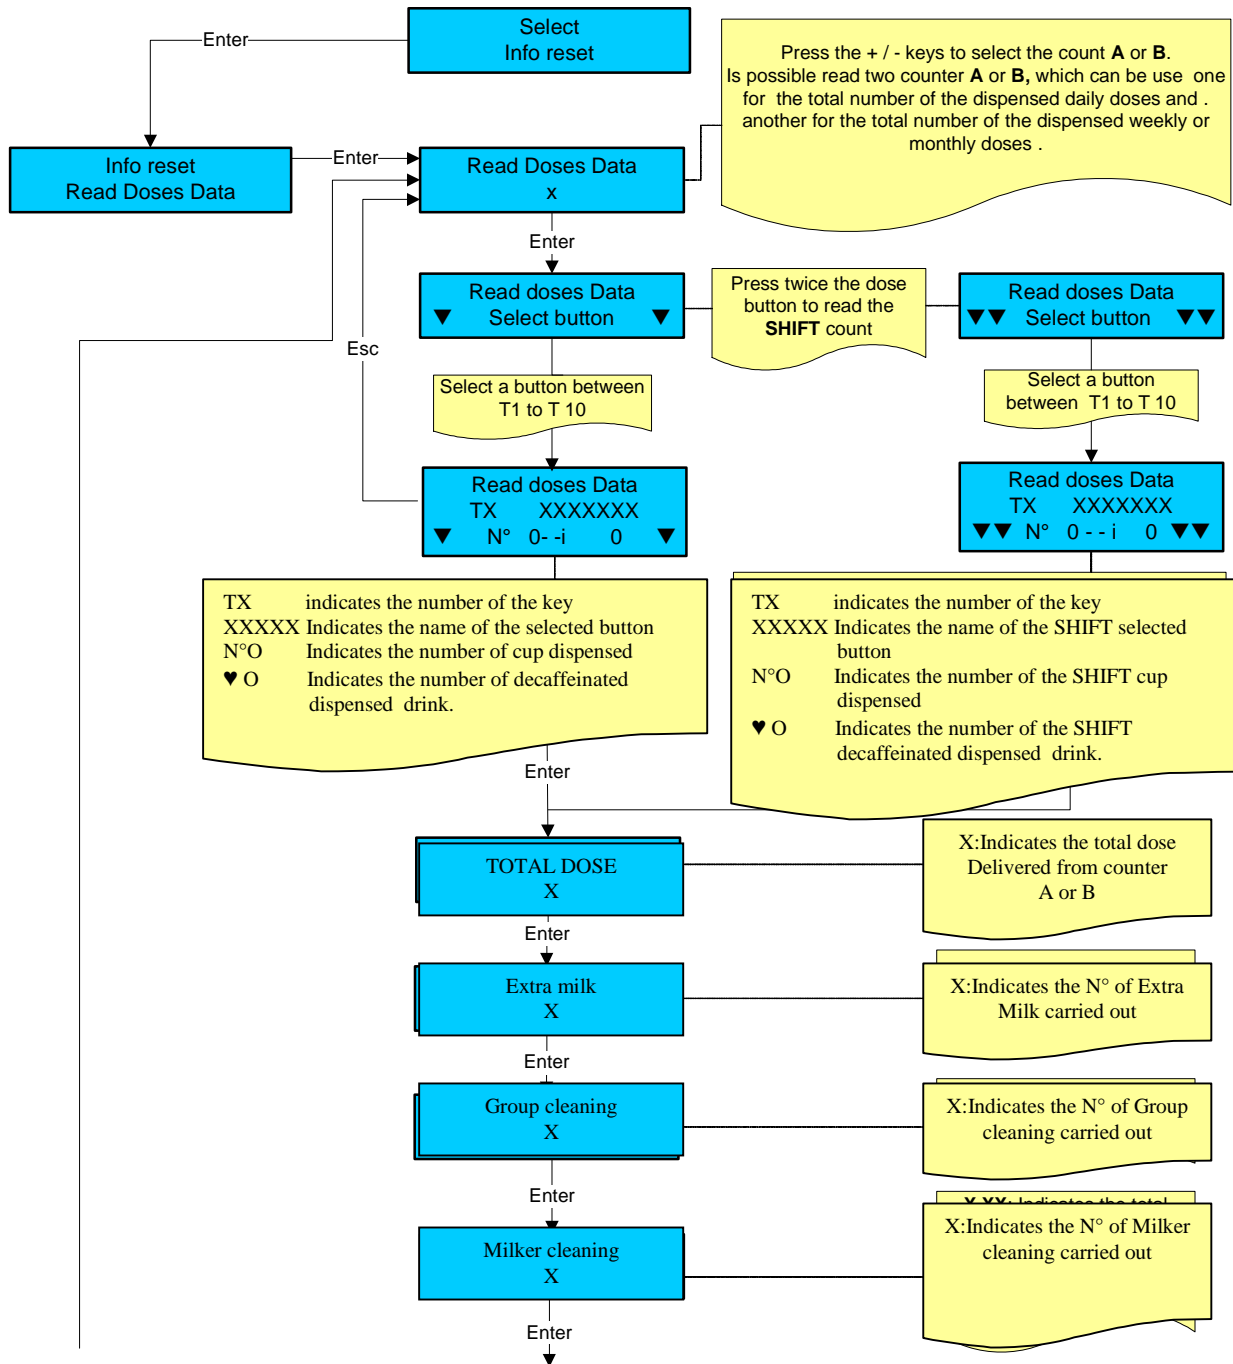 Select
Info reset
Enter
Press the + / - keys to select the count A or B.
Is possible read two counter A or B, which can be use one
for the total number of the dispensed daily doses and .
another for the total number of the dispensed weekly or
monthly doses .
Info reset
Read Doses Data
Enter
Read Doses Data
x
Enter
Read doses Data
▼ Select button ▼
Press twice the dose
button to read the
SHIFT count
Read doses Data
▼▼ Select button ▼▼
Esc
Select a button between
T1 to T 10
Select a button
between T1 to T 10
Read doses Data
TX XXXXXXX
▼ N° 0- -i 0 ▼
Read doses Data
TX XXXXXXX
▼▼ N° 0 - - i 0 ▼▼
TX indicates the number of the key
XXXXX Indicates the name of the selected button
N°O Indicates the number of cup dispensed
♥ O Indicates the number of decaffeinated
dispensed drink.
TX indicates the number of the key
XXXXX Indicates the name of the SHIFT selected
button
N°O Indicates the number of the SHIFT cup
dispensed
♥ O Indicates the number of the SHIFT
decaffeinated dispensed drink.
Enter
TOTAL DOSE
X
X:Indicates the total dose
Delivered from counter
A or B
Enter
Extra milk
X
X:Indicates the N° of Extra
Milk carried out
Enter
Group cleaning
X
X:Indicates the N° of Group
cleaning carried out
Enter
X XX: Indicates the total
Milker cleaning
X
X:Indicates the N° of Milker
cleaning carried out
Enter